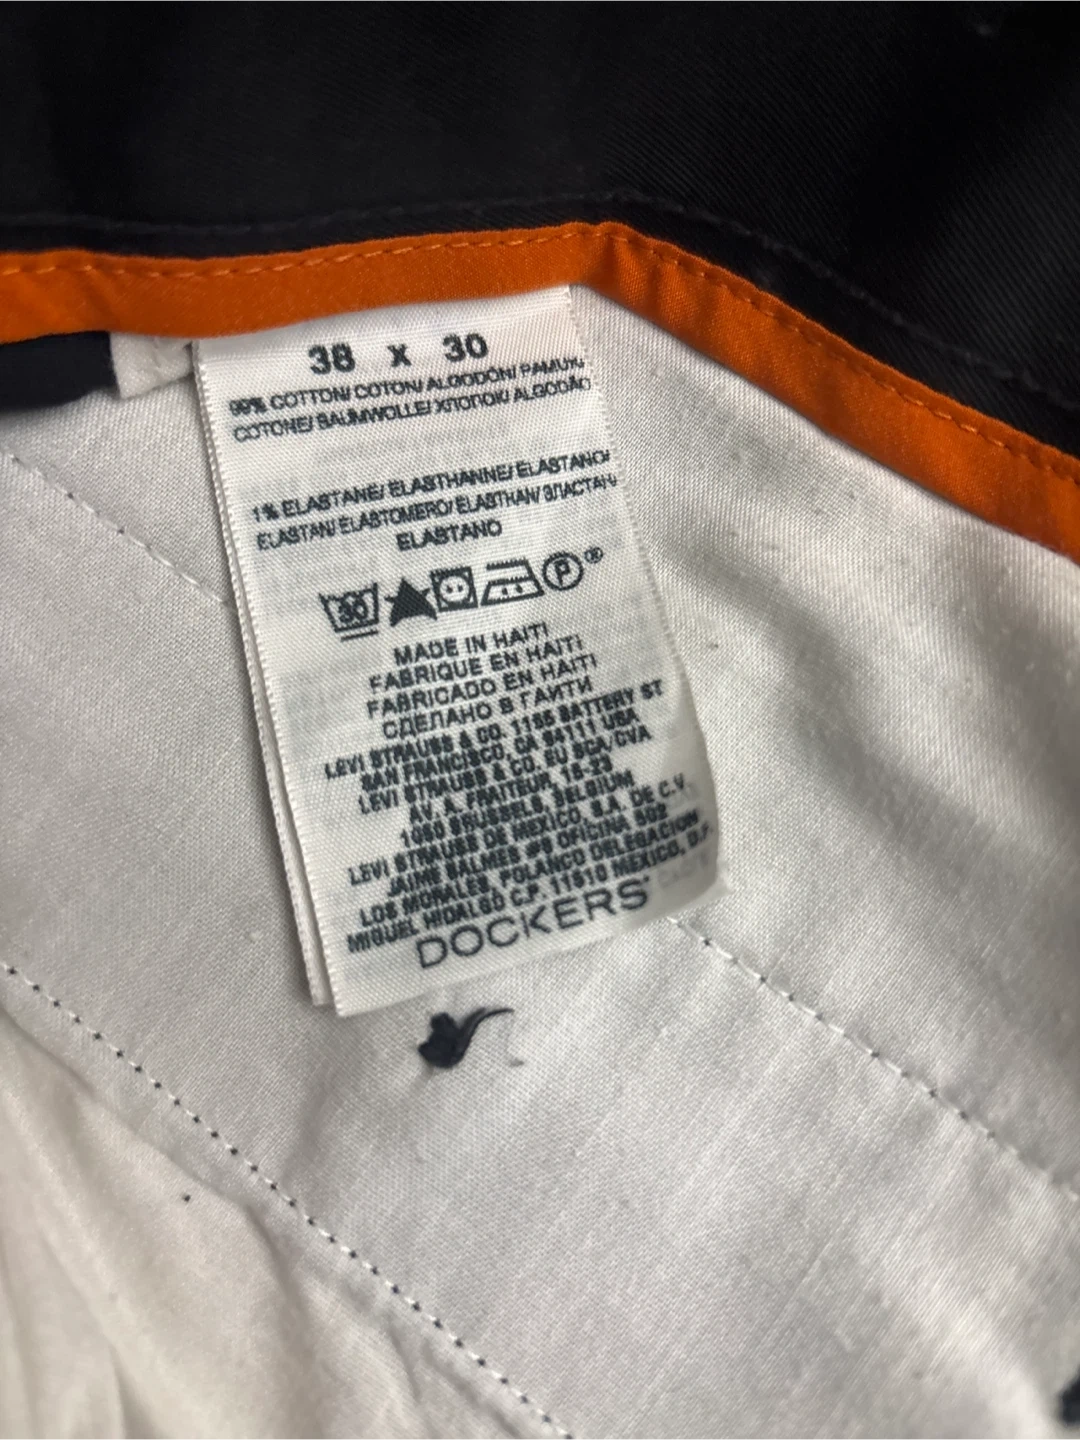 38 X 30
99% COTTON/ COTON/ ALGODÓN/ PAMUK/
COTONE/ BAUMWOLLE/ ХЛОПОК/ ALGODÃO
1% ELASTANE/ ELASTHANNE/ ELASTANO/
ELASTAN/ ELASTOMERO/ ELASTHAN/ ЭЛАСТАН/
ELASTANO
30
P ®
MADE IN HAITI
FABRIQUE EN HAITI
FABRICADO EN HAITI
СДЕЛАНО В ГАИТИ
LEVI STRAUSS & CO. 1155 BATTERY ST
SAN FRANCISCO, CA 94111 USA
LEVI STRAUSS & CO. EU SCA/CVA
AV. A. FRAITEUR, 15-23
1050 BRUSSELS, BELGIUM
LEVI STRAUSS DE MEXICO, S.A. DE C.V.
JAIME BALMES #8 OFICINA 502
LOS MORALES, POLANCO DELEGACION
MIGUEL HIDALGO C.P. 11510 MEXICO, D.F.
DOCKERS®